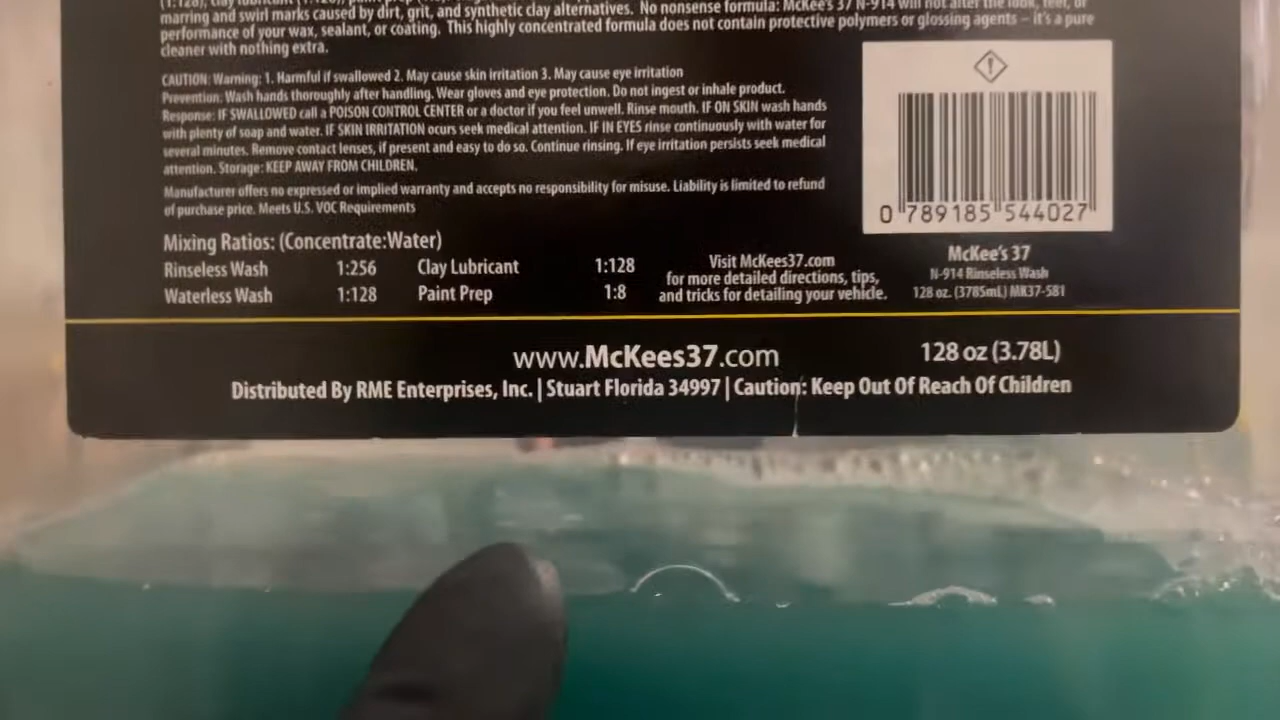 marring and swirl marks caused by dirt, grit, and synthetic clay alternatives. No nonsense formula: McKee's 37 N-914 will not alter the look, feel, or
performance of your wax, sealant, or coating. This highly concentrated formula does not contain protective polymers or glossing agents – it's a pure
cleaner with nothing extra.
CAUTION: Warning: 1. Harmful if swallowed 2. May cause skin irritation 3. May cause eye irritation
Prevention: Wash hands thoroughly after handling. Wear gloves and eye protection. Do not ingest or inhale product.
Response: IF SWALLOWED call a POISON CONTROL CENTER or a doctor if you feel unwell. Rinse mouth. IF ON SKIN wash hands
with plenty of soap and water. IF SKIN IRRITATION ocurs seek medical attention. IF IN EYES rinse continuously with water for
several minutes. Remove contact lenses, if present and easy to do so. Continue rinsing. If eye irritation persists seek medical
attention. Storage: KEEP AWAY FROM CHILDREN.
Manufacturer offers no expressed or implied warranty and accepts no responsibility for misuse. Liability is limited to refund
of purchase price. Meets U.S. VOC Requirements
Mixing Ratios: (Concentrate:Water)
Rinseless Wash 1:256 Clay Lubricant 1:128
Waterless Wash 1:128 Paint Prep 1:8
Visit McKees37.com
for more detailed directions, tips,
and tricks for detailing your vehicle.
0 789185 544027
McKee's 37
N-914 Rinseless Wash
128 oz. (3785mL) MK37-581
www.McKees37.com
128 oz (3.78L)
Distributed By RME Enterprises, Inc. | Stuart Florida 34997 | Caution: Keep Out Of Reach Of Children